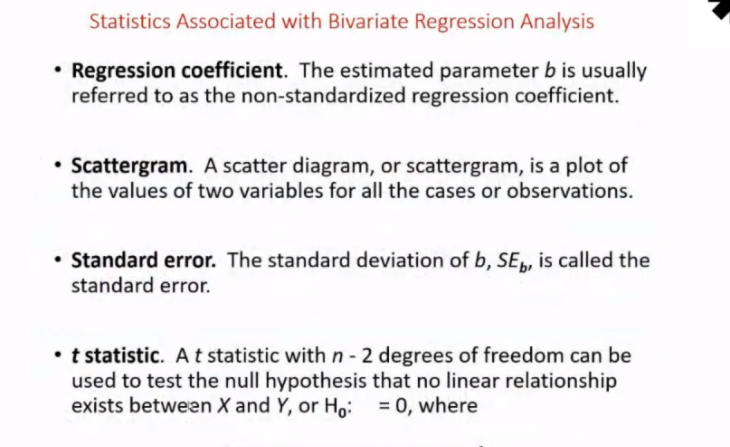 Statistics Associated with Bivariate Regression Analysis
• Regression coefficient. The estimated parameter b is usually
referred to as the non-standardized regression coefficient.
• Scattergram. A scatter diagram, or scattergram, is a plot of
the values of two variables for all the cases or observations.
• Standard error. The standard deviation of b, SEb, is called the
standard error.
• t statistic. A t statistic with n - 2 degrees of freedom can be
used to test the null hypothesis that no linear relationship
exists between X and Y, or H0: = 0, where